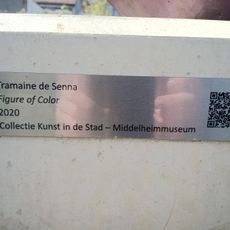 Tramaine de Senna
Figure of Color
2020
Collectie Kunst in de Stad – Middelheimmuseum